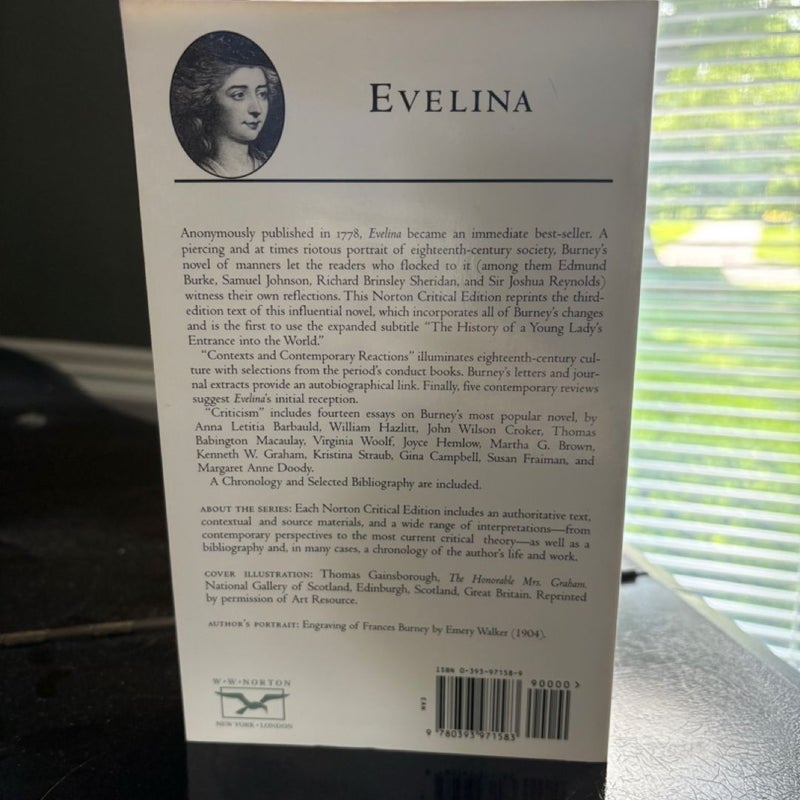 EVELINA
Anonymously published in 1778, Evelina became an immediate best-seller. A
piercing and at times riotous portrait of eighteenth-century society, Burney's
novel of manners let the readers who flocked to it (among them Edmund
Burke, Samuel Johnson, Richard Brinsley Sheridan, and Sir Joshua Reynolds)
witness their own reflections. This Norton Critical Edition reprints the third-
edition text of this influential novel, which incorporates all of Burney's changes
and is the first to use the expanded subtitle "The History of a Young Lady's
Entrance into the World."
"Contexts and Contemporary Reactions" illuminates eighteenth-century cul-
ture with selections from the period's conduct books. Burney's letters and jour-
nal extracts provide an autobiographical link. Finally, five contemporary reviews
suggest Evelina's initial reception.
"Criticism" includes fourteen essays on Burney's most popular novel, by
Anna Letitia Barbauld, William Hazlitt, John Wilson Croker, Thomas
Babington Macaulay, Virginia Woolf, Joyce Hemlow, Martha G. Brown,
Kenneth W. Graham, Kristina Straub, Gina Campbell, Susan Fraiman, and
Margaret Anne Doody.
A Chronology and Selected Bibliography are included.
ABOUT THE SERIES: Each Norton Critical Edition includes an authoritative text,
contextual and source materials, and a wide range of interpretations—from
contemporary perspectives to the most current critical theory—as well as a
bibliography and, in many cases, a chronology of the author's life and work.
COVER ILLUSTRATION: Thomas Gainsborough, The Honorable Mrs. Graham.
National Gallery of Scotland, Edinburgh, Scotland, Great Britain. Reprinted
by permission of Art Resource.
AUTHOR'S PORTRAIT: Engraving of Frances Burney by Emery Walker (1904).
W•W•NORTON
NEW YORK • LONDON
ISBN 0-393-97158-9
90000>
EAN
9 780393 971583